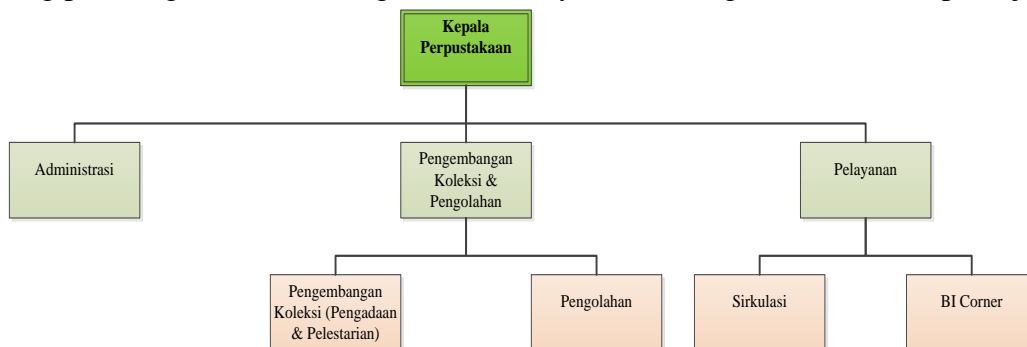 Kepala
Perpustakaan
Administrasi
Pengembangan
Koleksi &
Pengolahan
Pelayanan
Pengembangan
Koleksi (Pengadaan
& Pelestarian)
Pengolahan
Sirkulasi
BI Corner